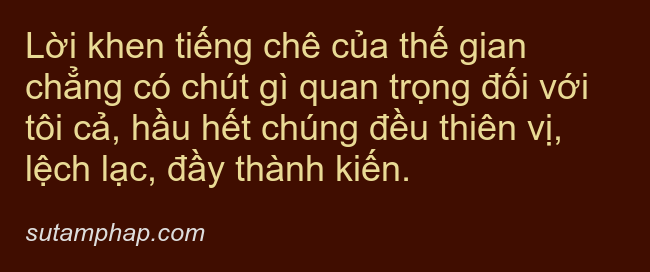 Lời khen tiếng chê của thế gian
chẳng có chút gì quan trọng đối với
tôi cả, hầu hết chúng đều thiên vị,
lệch lạc, đầy thành kiến.
sutamphap.com